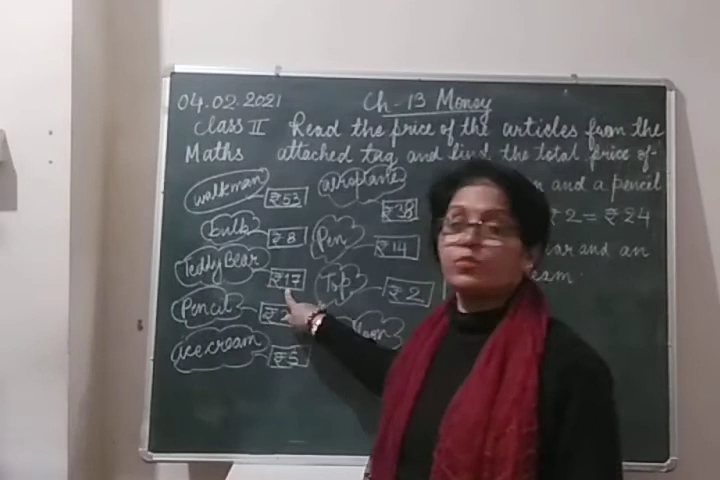 04.02.2021 Ch-13 Money
Class II Read the price of the articles from the
Maths attached tag and find the total price of-
walkman ₹53 aeroplane ₹38
and a pencil
bulb ₹8 Pen ₹14
₹2 = ₹24
Teddy Bear ₹17 Top ₹2
and an
Pencil ₹2
ice cream ₹5